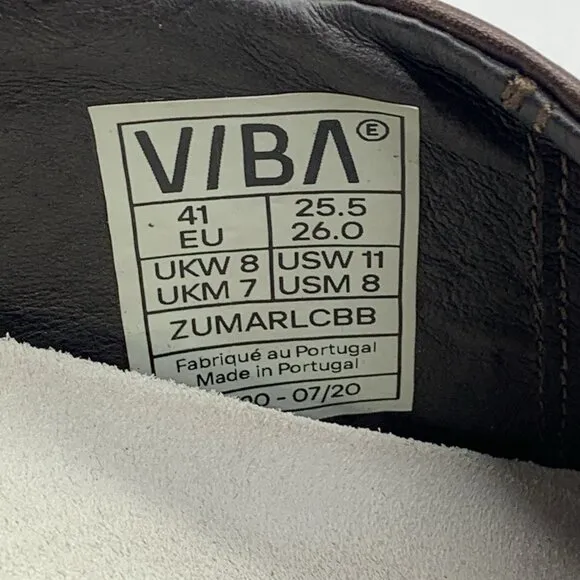 VIBΛ Ⓔ
41 EU
25.5 26.0
UKW 8 USW 11
UKM 7 USM 8
ZUMARLCBB
Fabriqué au Portugal
Made in Portugal
- 07/20